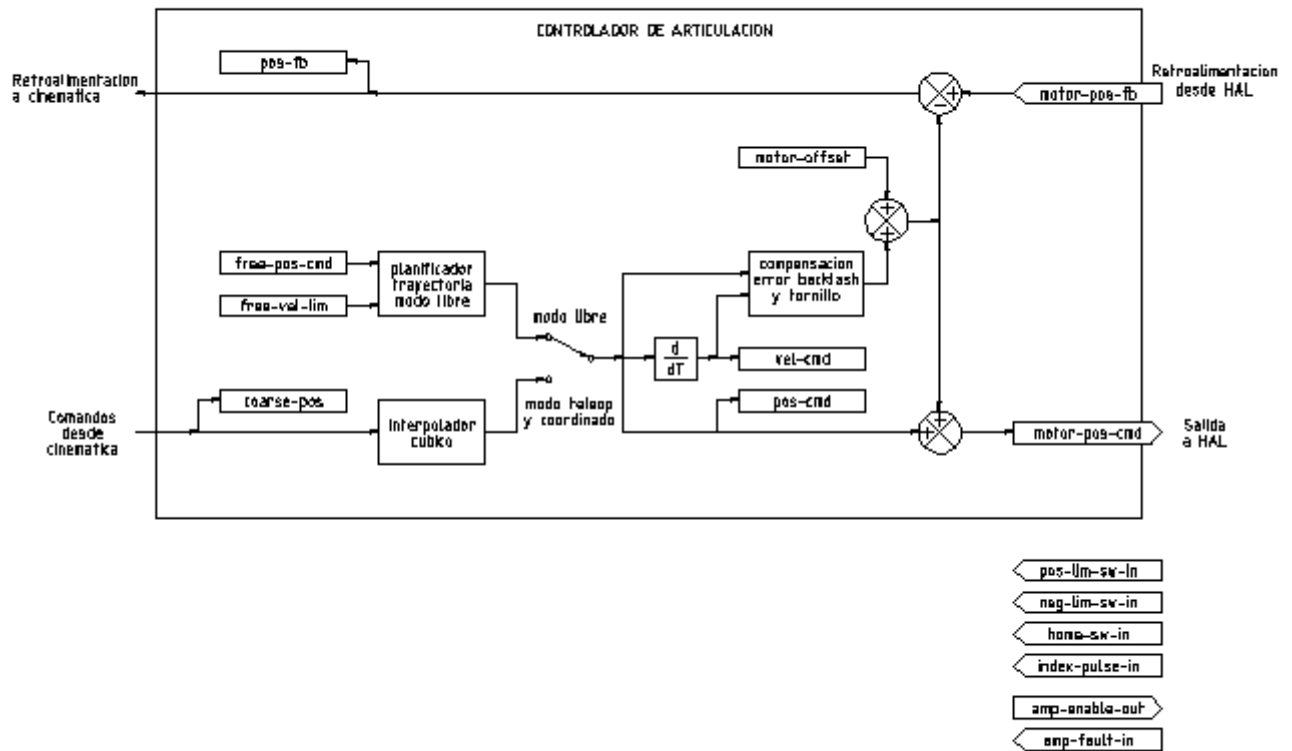 CONTROLADOR DE ARTICULACION
pos-fb
Retroalimentacion
a cinematica
Retroalimentacion
desde HAL
motor-pos-fb
motor-offset
free-pos-cmd
free-vel-lim
planificador
trayectoria
modo libre
compensacion
error backlash
y tornillo
modo libre
d
dT
vel-cmd
coarse-pos
pos-cmd
modo teleop
y coordinado
Comandos
desde
cinematica
interpolador
cubico
motor-pos-cmd
Salida
a HAL
pos-lim-sw-in
neg-lim-sw-in
home-sw-in
index-pulse-in
amp-enable-out
amp-fault-in